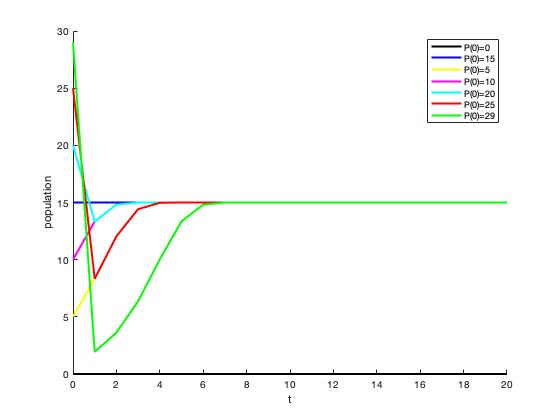 30
25
20
15
10
5
0
population
0 2 4 6 8 10 12 14 16 18 20
t
P(0)=0
P(0)=15
P(0)=5
P(0)=10
P(0)=20
P(0)=25
P(0)=29